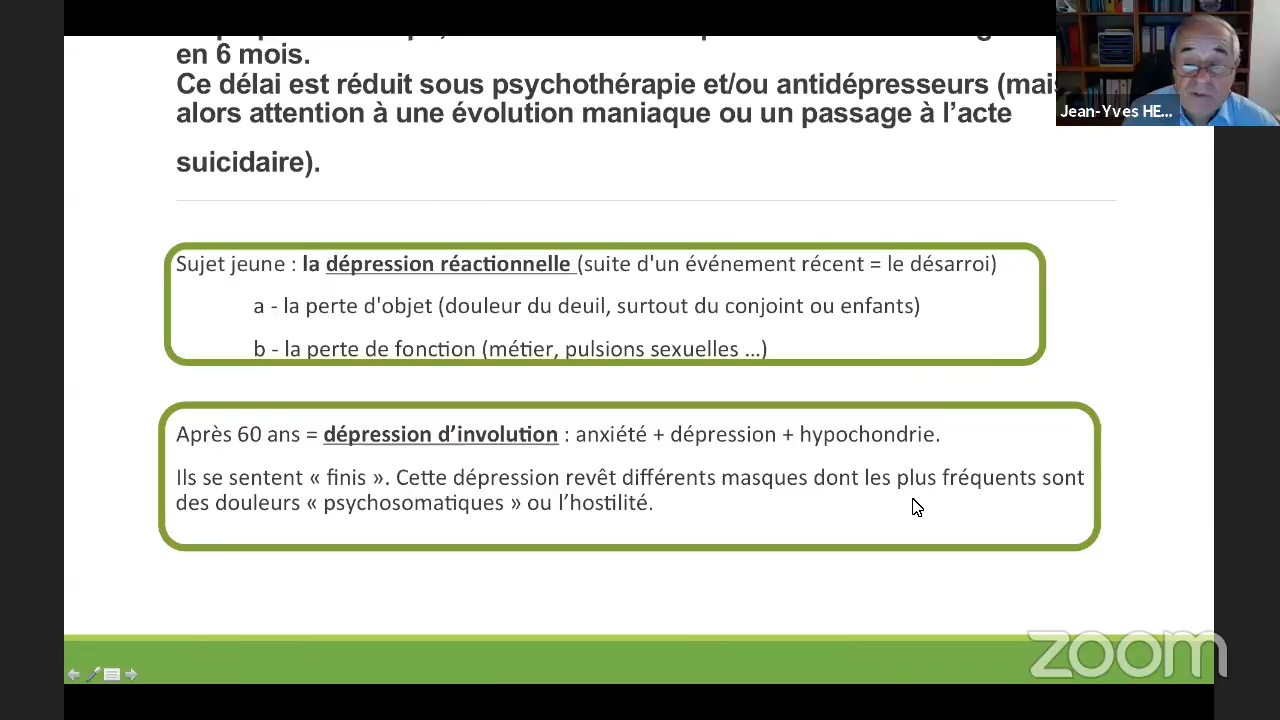 en 6 mois.
Ce délai est réduit sous psychothérapie et/ou antidépresseurs (mais
alors attention à une évolution maniaque ou un passage à l’acte
suicidaire).
Jean-Yves HE...
Sujet jeune : la dépression réactionnelle (suite d'un événement récent = le désarroi)
a - la perte d'objet (douleur du deuil, surtout du conjoint ou enfants)
b - la perte de fonction (métier, pulsions sexuelles ...)
Après 60 ans = dépression d’involution : anxiété + dépression + hypochondrie.
Ils se sentent « finis ». Cette dépression revêt différents masques dont les plus fréquents sont
des douleurs « psychosomatiques » ou l’hostilité.
zoom